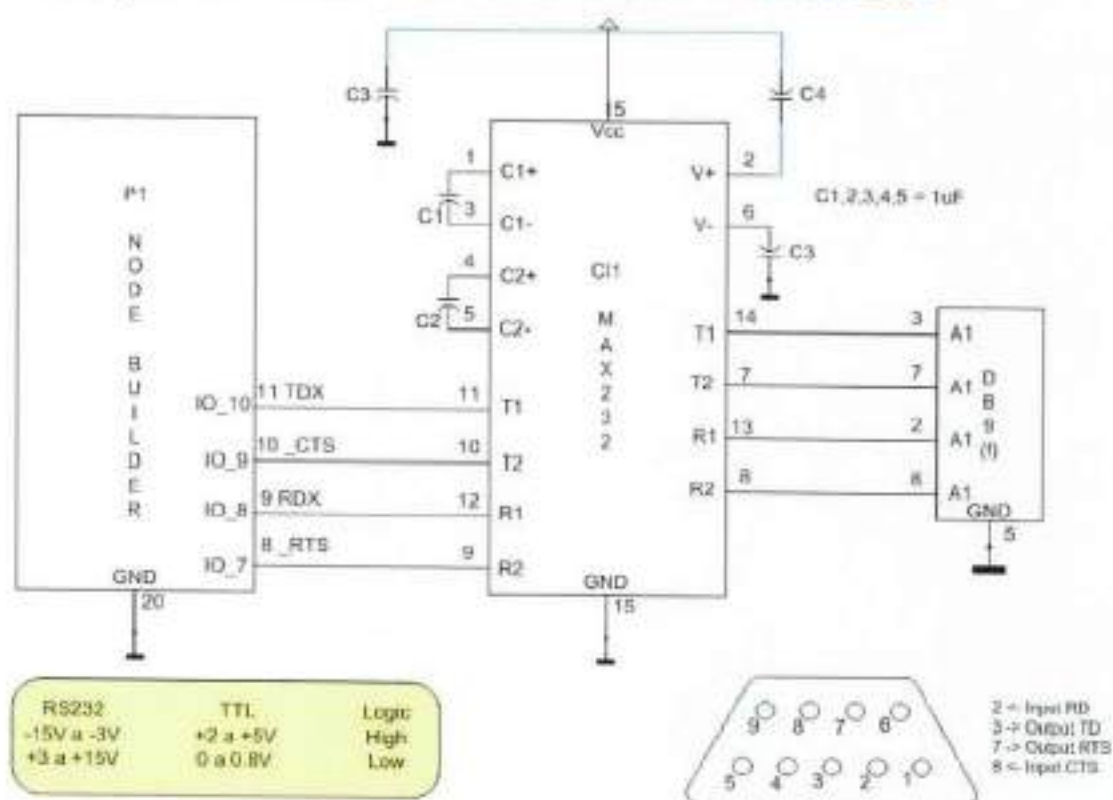 C3
C4
15
Vcc
P1
NODE BUILDER
1
C1+
V+
2
C1,2,3,4,5 = 1uF
C1
3
C1-
V-
6
C3
4
C2+
CI1
C2
5
C2-
MAX232
T1
14
3
A1
IO_10
11 TDX
11
T1
T2
7
7
A1
DB9
(f)
IO_9
10 _CTS
10
T2
R1
13
2
A1
IO_8
9 RDX
12
R1
R2
8
8
A1
IO_7
8 _RTS
9
R2
GND
5
GND
20
GND
15
RS232 TTL Logic
-15V a -3V +2 a +5V High
+3 a +15V 0 a 0.8V Low
9 8 7 6
5 4 3 2 1
2 <- Input RD
3 -> Output TD
7 -> Output RTS
8 <- Input CTS